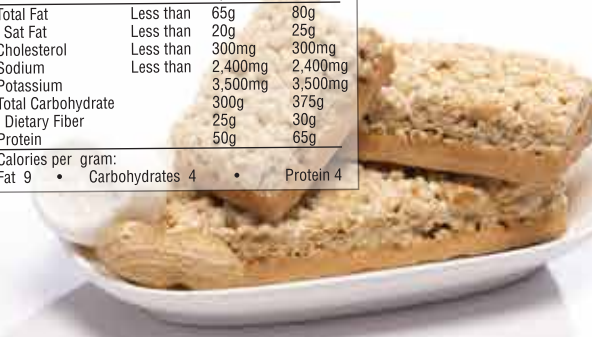 Total Fat Less than 65g 80g
Sat Fat Less than 20g 25g
Cholesterol Less than 300mg 300mg
Sodium Less than 2,400mg 2,400mg
Potassium 3,500mg 3,500mg
Total Carbohydrate 300g 375g
Dietary Fiber 25g 30g
Protein 50g 65g
Calories per gram:
Fat 9 • Carbohydrates 4 • Protein 4